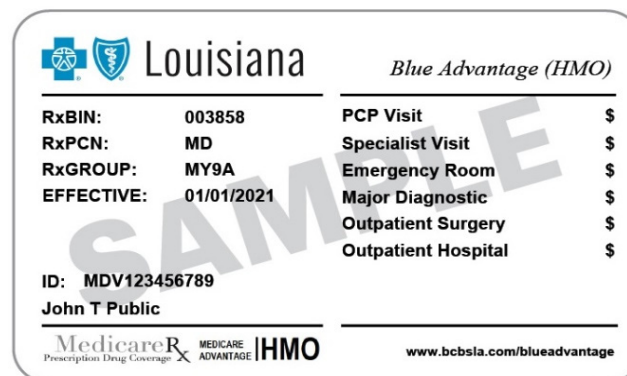 Louisiana
Blue Advantage (HMO)
RxBIN: 003858
RxPCN: MD
RxGROUP: MY9A
EFFECTIVE: 01/01/2021
PCP Visit $
Specialist Visit $
Emergency Room $
Major Diagnostic $
Outpatient Surgery $
Outpatient Hospital $
SAMPLE
ID: MDV123456789
John T Public
MedicareRx
Prescription Drug Coverage
MEDICARE
ADVANTAGE HMO
www.bcbsla.com/blueadvantage